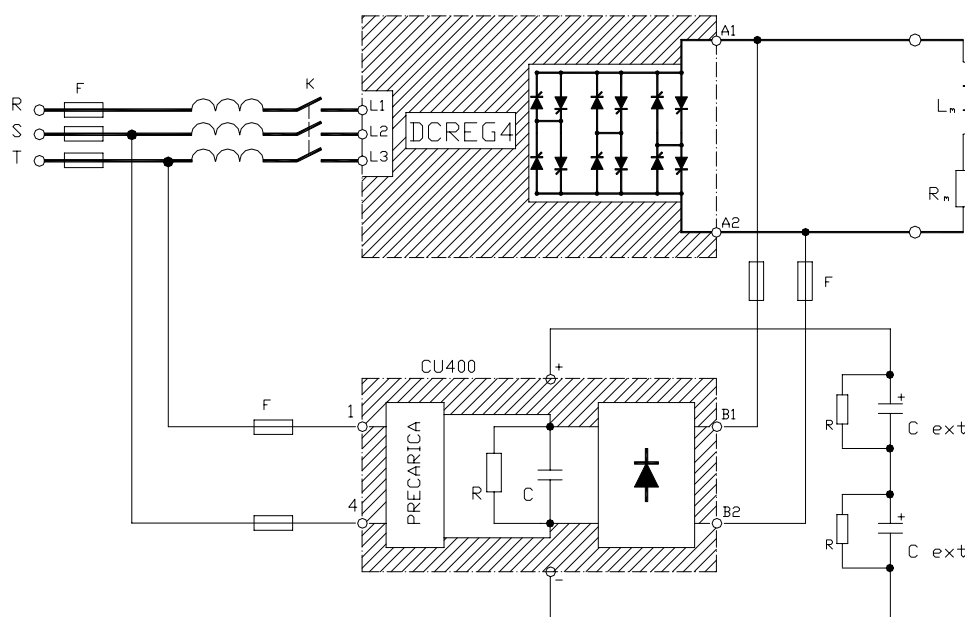 A1
F
K
R
L1
S
L2
DCREG4
Lm
T
L3
Rm
A2
F
CU400
+
F
1
B1
PRECARICA
R
+
C ext
R
C
4
B2
R
+
C ext
-